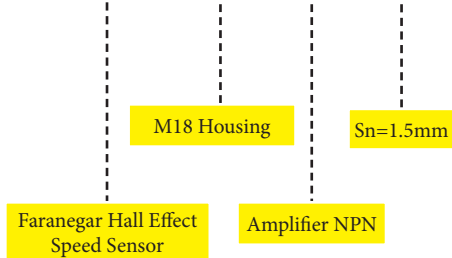 M18 Housing
Sn=1.5mm
Faranegar Hall Effect
Speed Sensor
Amplifier NPN